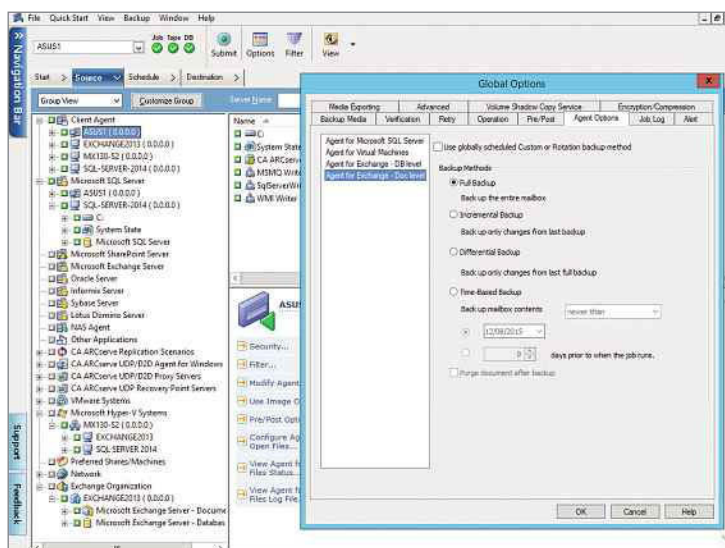 File Quick Start View Backup Window Help
ASUS1
Job Tape DB
Submit Options Filter View
Start > Source > Schedule > Destination >
Group View
Customize Group
Server Name
Navigation Bar
Support
Feedback
Client Agent
ASUS1 (0.0.0.0)
EXCHANGE2013 (0.0.0.0)
MX130-S2 (0.0.0.0)
SQL-SERVER-2014 (0.0.0.0)
Microsoft SQL Server
ASUS1 (0.0.0.0)
SQL-SERVER-2014 (0.0.0.0)
C:
System State
Microsoft SQL Server
Microsoft SharePoint Server
Microsoft Exchange Server
Oracle Server
Informix Server
Sybase Server
Lotus Domino Server
NAS Agent
Other Applications
CA ARCserve Replication Scenarios
CA ARCserve UDP/D2D Agent for Windows
CA ARCserve UDP/D2D Proxy Servers
CA ARCserve UDP Recovery Point Servers
VMware Systems
Microsoft Hyper-V Systems
MX130-S2 (0.0.0.0)
EXCHANGE2013
SQL SERVER 2014
Preferred Shares/Machines
Network
Exchange Organization
EXCHANGE2013 (0.0.0.0)
Microsoft Exchange Server - Docume
Microsoft Exchange Server - Databas
Name
C:
System State
CA ARCserv
MSMQ Write
SqlServerWri
WMI Writer
ASUS
Security...
Filter...
Modify Agent
Use Image O
Pre/Post Opti
Configure Ag
Open Files...
View Agent fo
Files Status...
View Agent fo
Files Log File
Global Options
Media Exporting Advanced Volume Shadow Copy Service Encryption/Compression
Backup Media Verification Retry Operation Pre/Post Agent Options Job Log Alert
Agent for Microsoft SQL Server
Agent for Virtual Machines
Agent for Exchange - DB level
Agent for Exchange - Doc level
Use globally scheduled Custom or Rotation backup method
Backup Methods
Full Backup
Back up the entire mailbox
Incremental Backup
Back up only changes from last backup
Differential Backup
Back up only changes from last full backup
Time-Based Backup
Back up mailbox contents newer than
12/08/2015
0 days prior to when the job runs.
Purge document after backup
OK Cancel Help